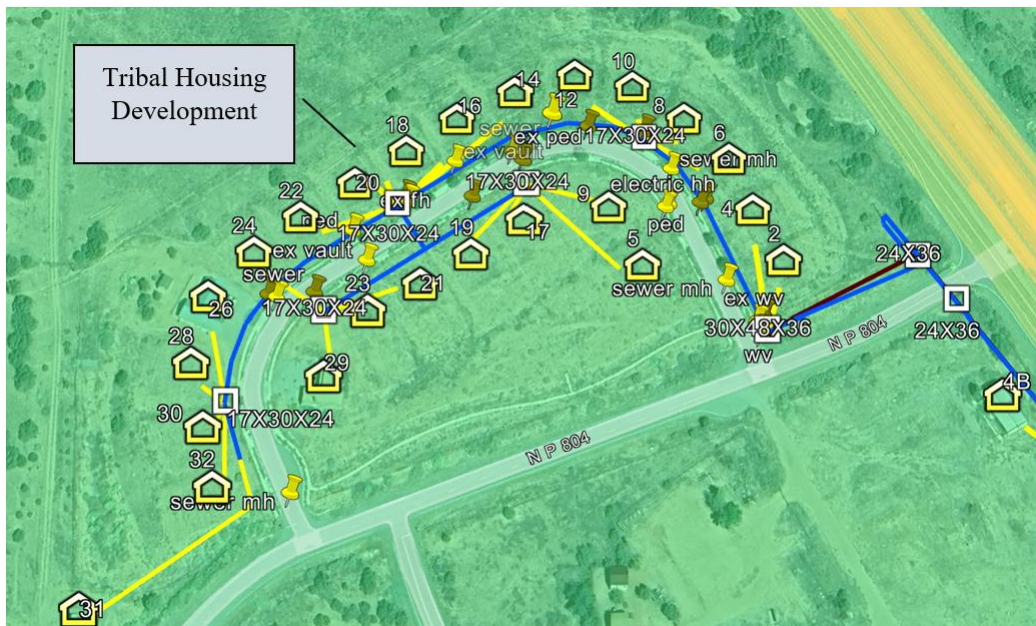 Tribal Housing
Development
10
14
12
8
16
sewer
ex ped
17X30X24
6
18
ex vault
sewer mh
20
17X30X24
electric hh
22
9
4
ped
17X30X24
17
24
19
5
2
ex vault
24X36
sewer
21
sewer mh
23
17X30X24
ex wv
26
30X48X36
24X36
wv
N P 804
28
29
4B
30
17X30X24
N P 804
32
sewer mh
31